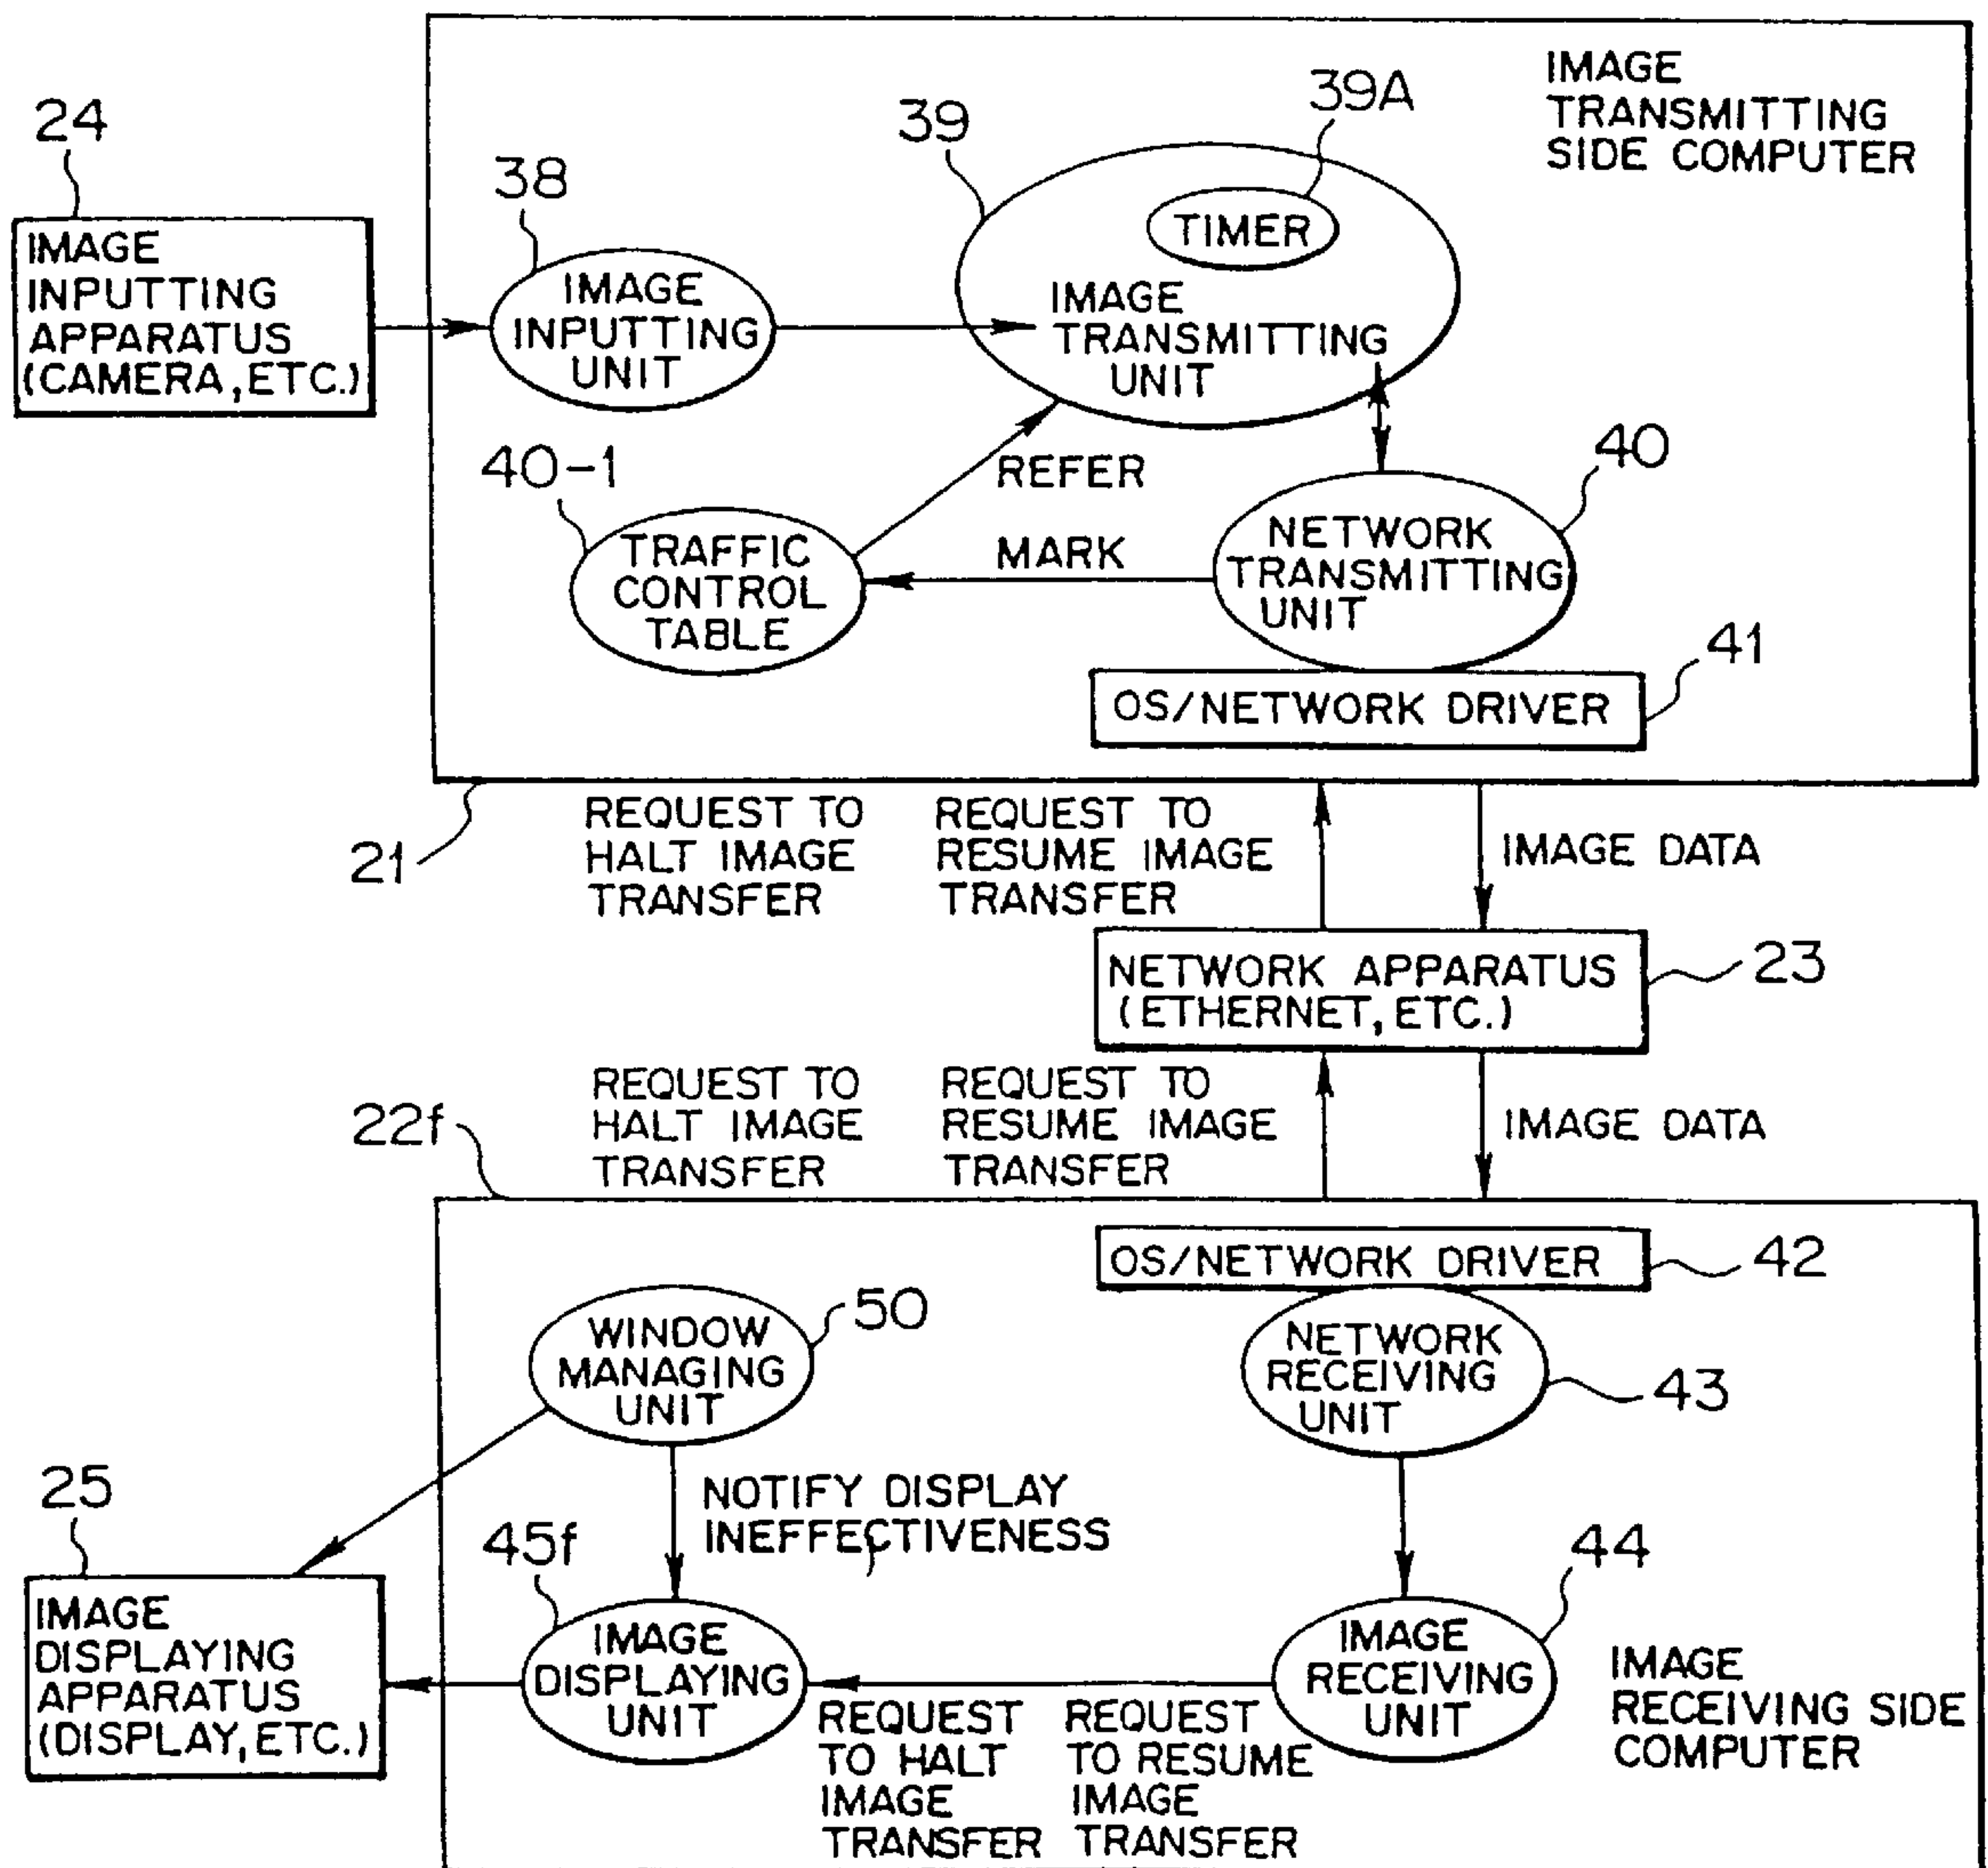 IMAGE
TRANSMITTING
SIDE COMPUTER
39A
39
24
38
TIMER
IMAGE
INPUTTING
APPARATUS
(CAMERA, ETC.)
IMAGE
INPUTTING
UNIT
IMAGE
TRANSMITTING
UNIT
40-1
REFER
40
TRAFFIC
CONTROL
TABLE
MARK
NETWORK
TRANSMITTING
UNIT
41
OS/NETWORK DRIVER
21
REQUEST TO
HALT IMAGE
TRANSFER
REQUEST TO
RESUME IMAGE
TRANSFER
IMAGE DATA
NETWORK APPARATUS
(ETHERNET, ETC.)
23
REQUEST TO
HALT IMAGE
TRANSFER
REQUEST TO
RESUME IMAGE
TRANSFER
IMAGE DATA
22f
OS/NETWORK DRIVER
42
50
WINDOW
MANAGING
UNIT
NETWORK
RECEIVING
UNIT
43
25
NOTIFY DISPLAY
INEFFECTIVENESS
45f
44
IMAGE
DISPLAYING
APPARATUS
(DISPLAY, ETC.)
IMAGE
DISPLAYING
UNIT
IMAGE
RECEIVING
UNIT
IMAGE
RECEIVING SIDE
COMPUTER
REQUEST
TO HALT
IMAGE
TRANSFER
REQUEST
TO RESUME
IMAGE
TRANSFER